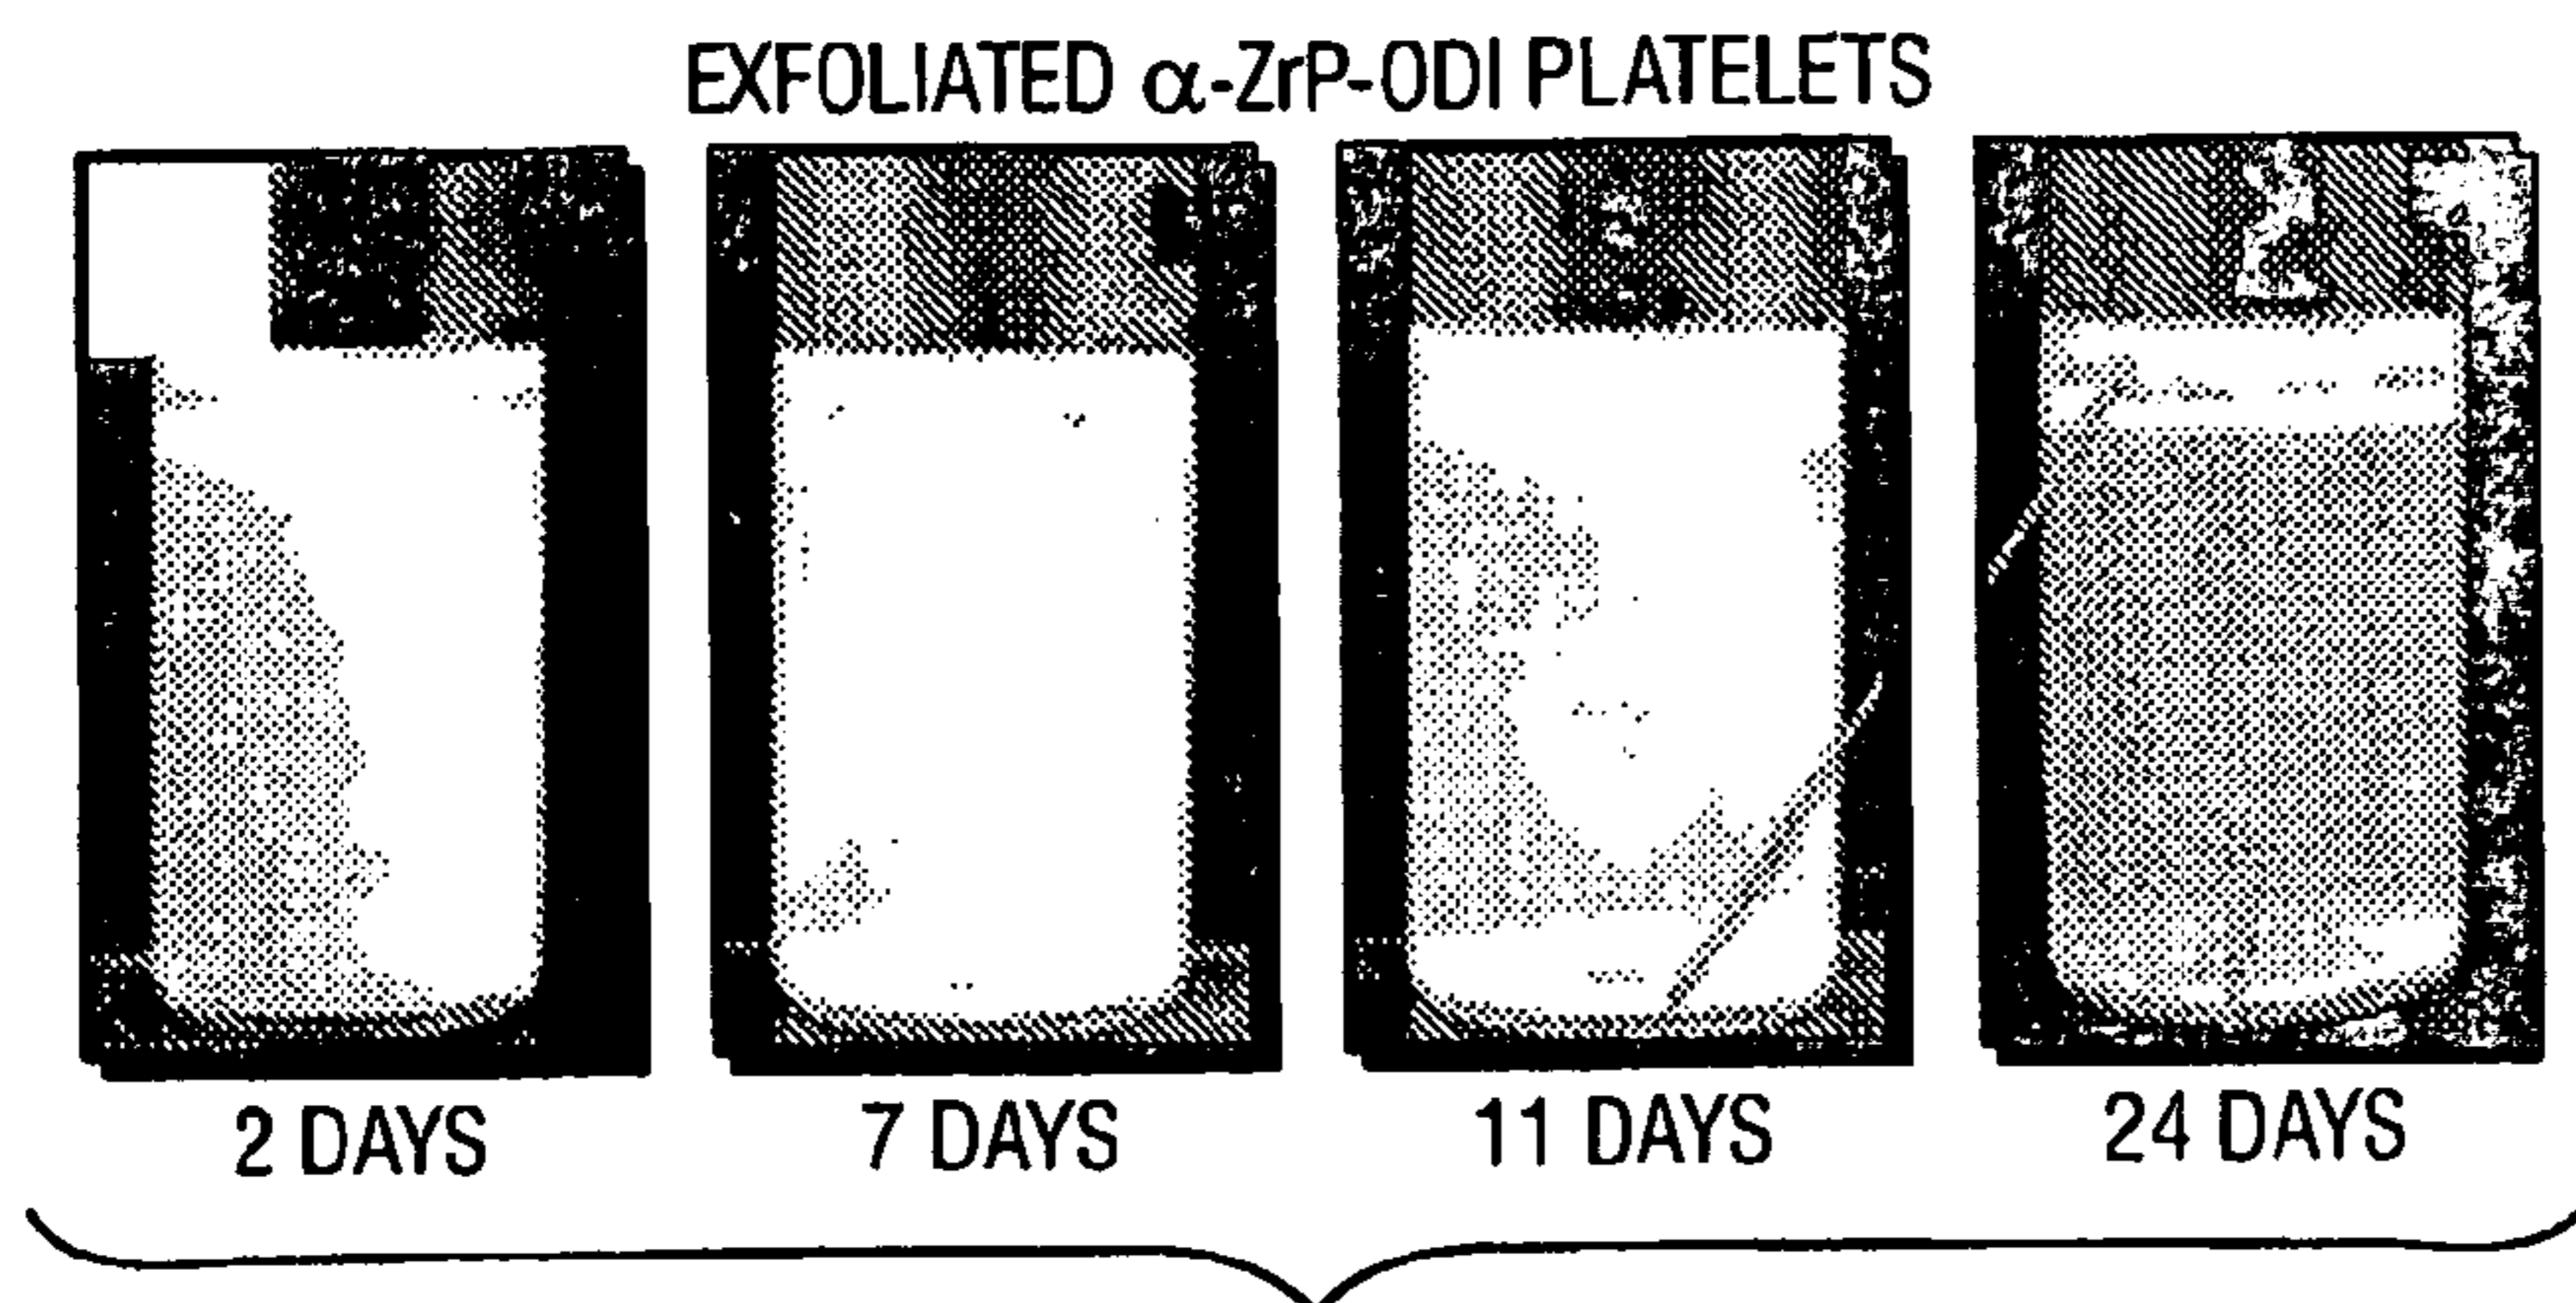 EXFOLIATED α-ZrP-ODI PLATELETS
2 DAYS
7 DAYS
11 DAYS
24 DAYS